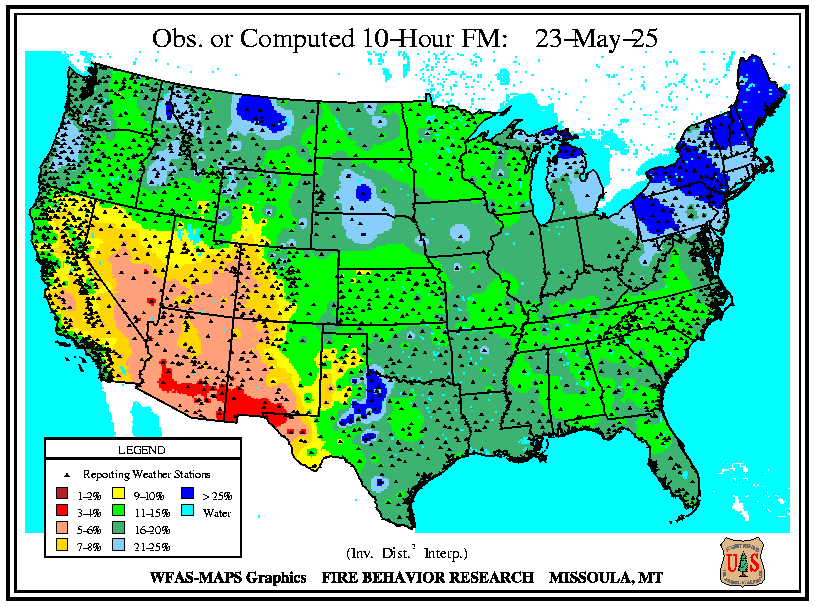 Obs. or Computed 10-Hour FM: 23-May-25
LEGEND
Reporting Weather Stations
1-2% 9-10% > 25%
3-4% 11-15% Water
5-6% 16-20%
7-8% 21-25%
(Inv. Dist.² Interp.)
WFAS-MAPS Graphics FIRE BEHAVIOR RESEARCH MISSOULA, MT
U S